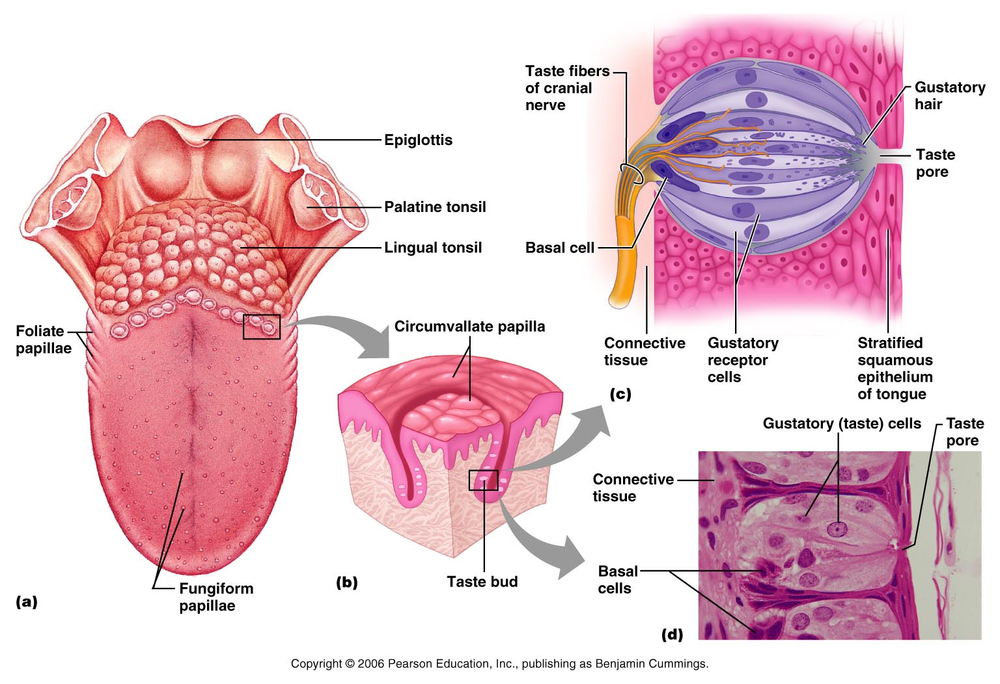 Epiglottis
Palatine tonsil
Lingual tonsil
Foliate
papillae
Fungiform
papillae
(a)
Circumvallate papilla
Taste bud
(b)
Taste fibers
of cranial
nerve
Gustatory
hair
Taste
pore
Basal cell
Connective
tissue
Gustatory
receptor
cells
Stratified
squamous
epithelium
of tongue
(c)
Gustatory (taste) cells
Taste
pore
Connective
tissue
Basal
cells
(d)
Copyright © 2006 Pearson Education, Inc., publishing as Benjamin Cummings.